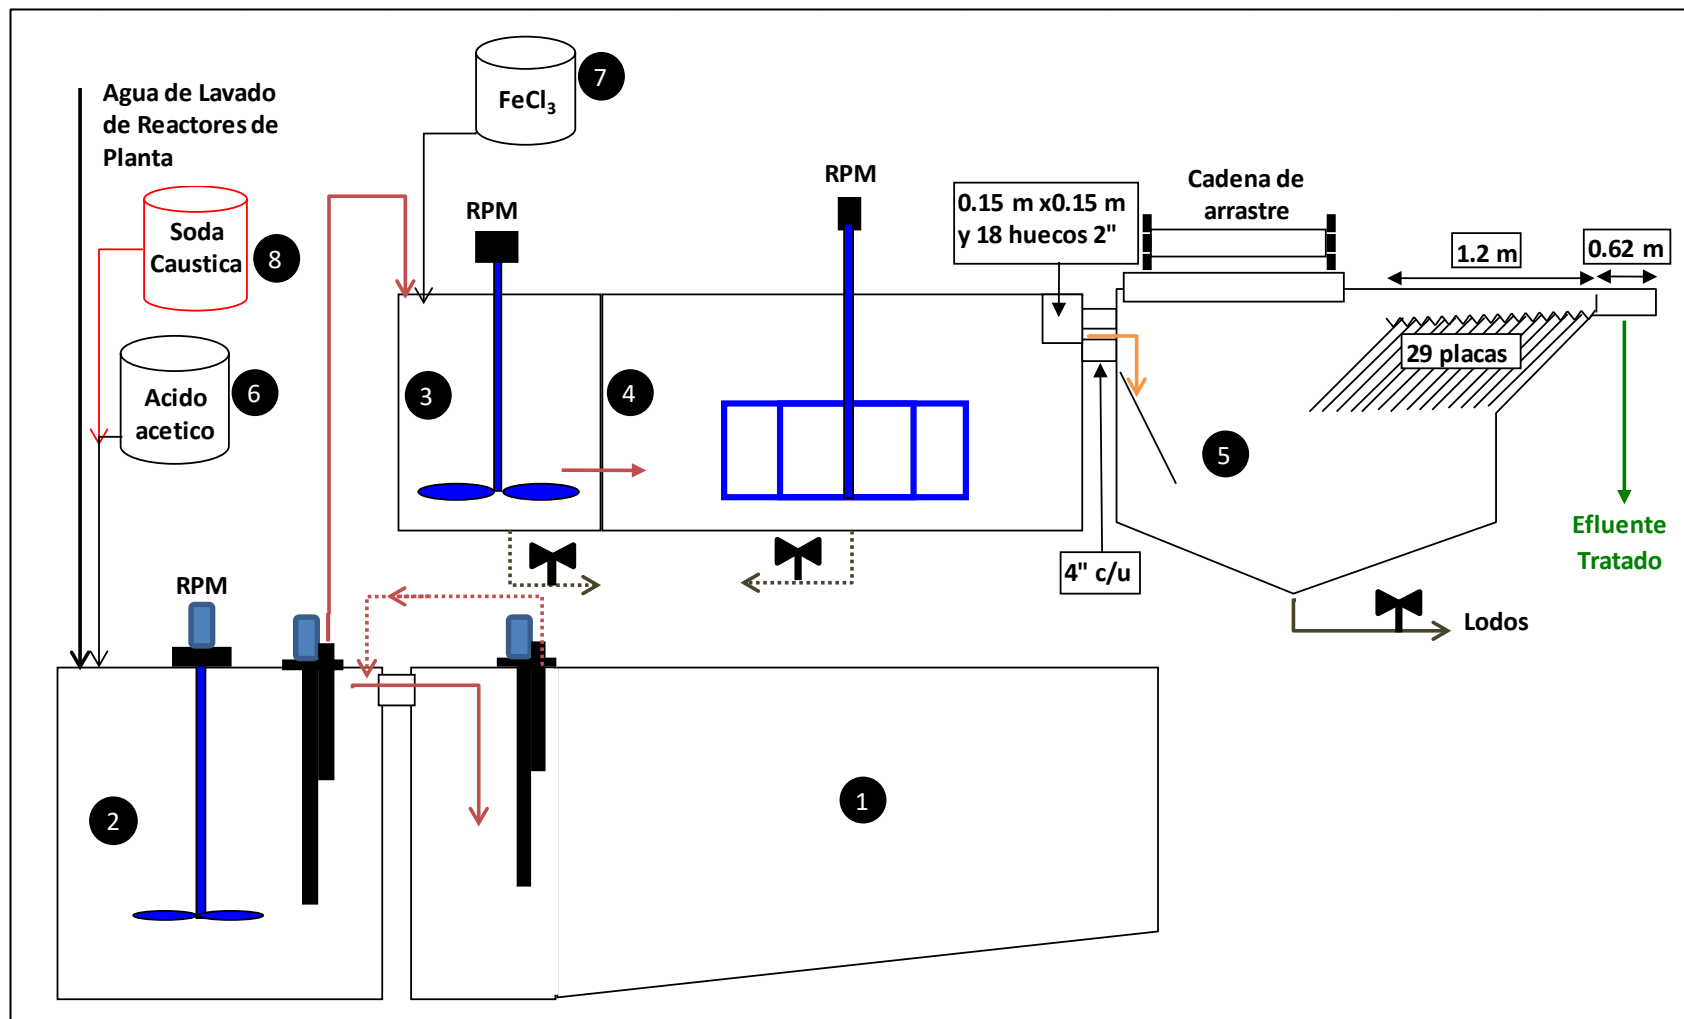 Agua de Lavado
de Reactores de
Planta
7
FeCl₃
Soda
Caustica
8
Acido
acetico
6
RPM
3
RPM
4
0.15 m x0.15 m
y 18 huecos 2"
Cadena de
arrastre
1.2 m
0.62 m
29 placas
5
4" c/u
Efluente
Tratado
Lodos
RPM
2
1